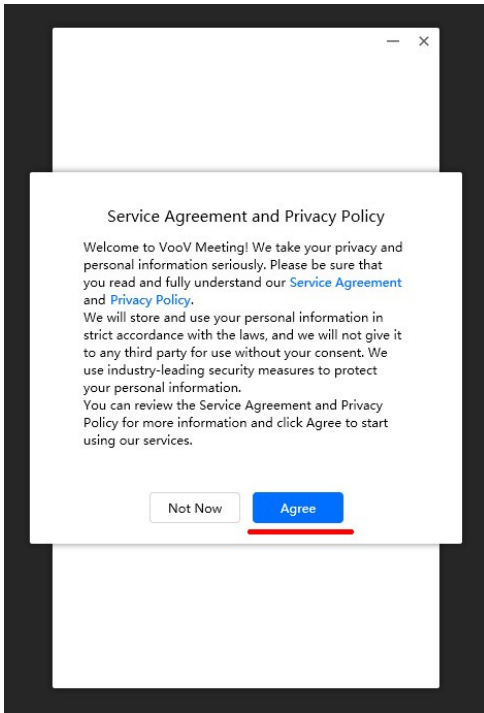 Service Agreement and Privacy Policy
Welcome to VooV Meeting! We take your privacy and
personal information seriously. Please be sure that
you read and fully understand our Service Agreement
and Privacy Policy.
We will store and use your personal information in
strict accordance with the laws, and we will not give it
to any third party for use without your consent. We
use industry-leading security measures to protect
your personal information.
You can review the Service Agreement and Privacy
Policy for more information and click Agree to start
using our services.
Not Now
Agree